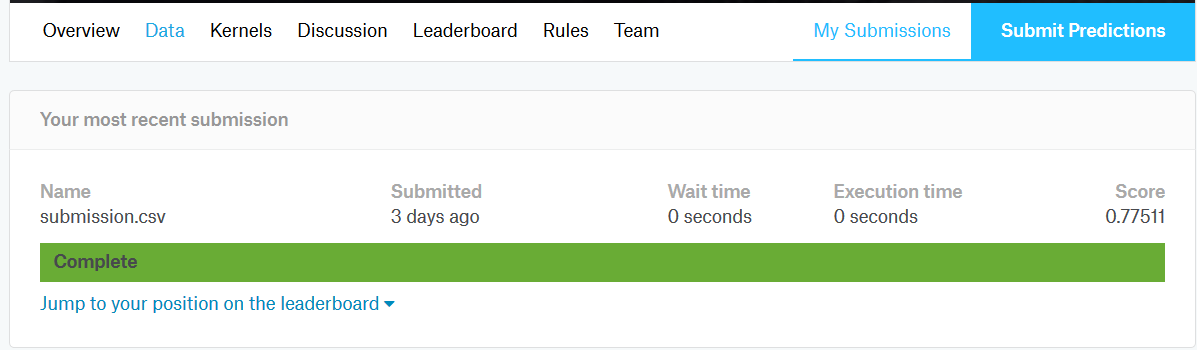 Overview Data Kernels Discussion Leaderboard Rules Team My Submissions Submit Predictions
Your most recent submission
Name Submitted Wait time Execution time Score
submission.csv 3 days ago 0 seconds 0 seconds 0.77511
Complete
Jump to your position on the leaderboard